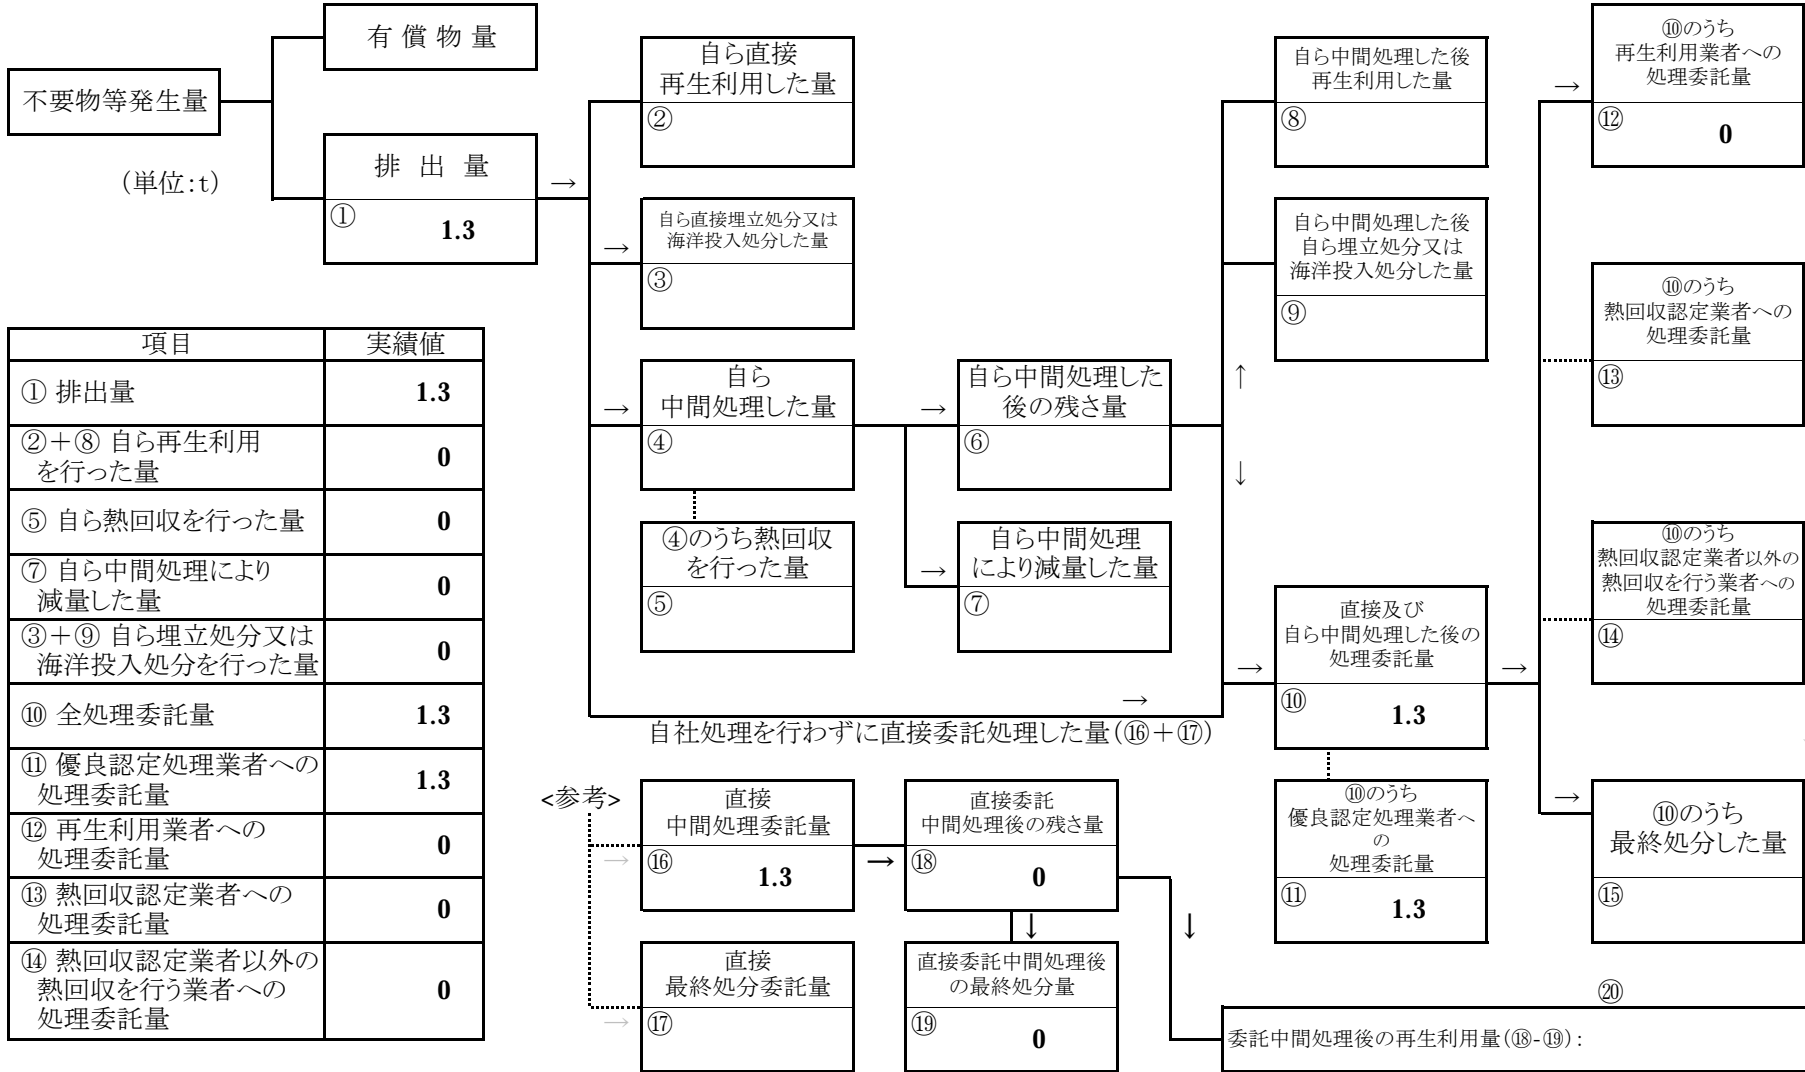 有 償 物 量
不要物等発生量
(単位:t)
排 出 量
→
①
1.3
自ら直接
再生利用した量
②
自ら直接埋立処分又は
海洋投入処分した量
→
③
自ら
中間処理した量
→
④
④のうち熱回収
を行った量
⑤
自ら中間処理した
後の残さ量
→
⑥
自ら中間処理
により減量した量
→
⑦
自ら中間処理した後
再生利用した量
⑧
自ら中間処理した後
自ら埋立処分又は
海洋投入処分した量
⑨
↑
↓
直接及び
自ら中間処理した後の
処理委託量
→
⑩
1.3
→
⑩のうち
優良認定処理業者へ
の
処理委託量
⑪
1.3
⑩のうち
再生利用業者への
処理委託量
→
⑫
0
⑩のうち
熱回収認定業者への
処理委託量
⑬
⑩のうち
熱回収認定業者以外の
熱回収を行う業者への
処理委託量
⑭
→
⑩のうち
最終処分した量
⑮
→
自社処理を行わずに直接委託処理した量(⑯+⑰)
項目 実績値
① 排出量 1.3
②+⑧ 自ら再生利用
を行った量 0
⑤ 自ら熱回収を行った量 0
⑦ 自ら中間処理により
減量した量 0
③+⑨ 自ら埋立処分又は
海洋投入処分を行った量 0
⑩ 全処理委託量 1.3
⑪ 優良認定処理業者への
処理委託量 1.3
⑫ 再生利用業者への
処理委託量 0
⑬ 熱回収認定業者への
処理委託量 0
⑭ 熱回収認定業者以外の
熱回収を行う業者への
処理委託量 0
<参考>
直接
中間処理委託量
→
⑯
1.3
→
直接委託
中間処理後の残さ量
⑱
0
↓
↓
直接
最終処分委託量
→
⑰
直接委託中間処理後
の最終処分量
⑲
0
⑳
委託中間処理後の再生利用量(⑱-⑲):